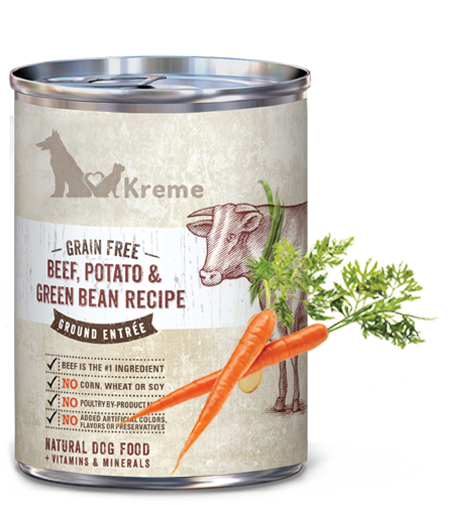 Kreme
GRAIN FREE
BEEF, POTATO &
GREEN BEAN RECIPE
GROUND ENTRÉE
BEEF IS THE #1 INGREDIENT
NO CORN, WHEAT OR SOY
NO POULTRY BY-PRODUCT
NO ADDED ARTIFICIAL COLORS,
FLAVORS OR PRESERVATIVES
NATURAL DOG FOOD
+ VITAMINS & MINERALS